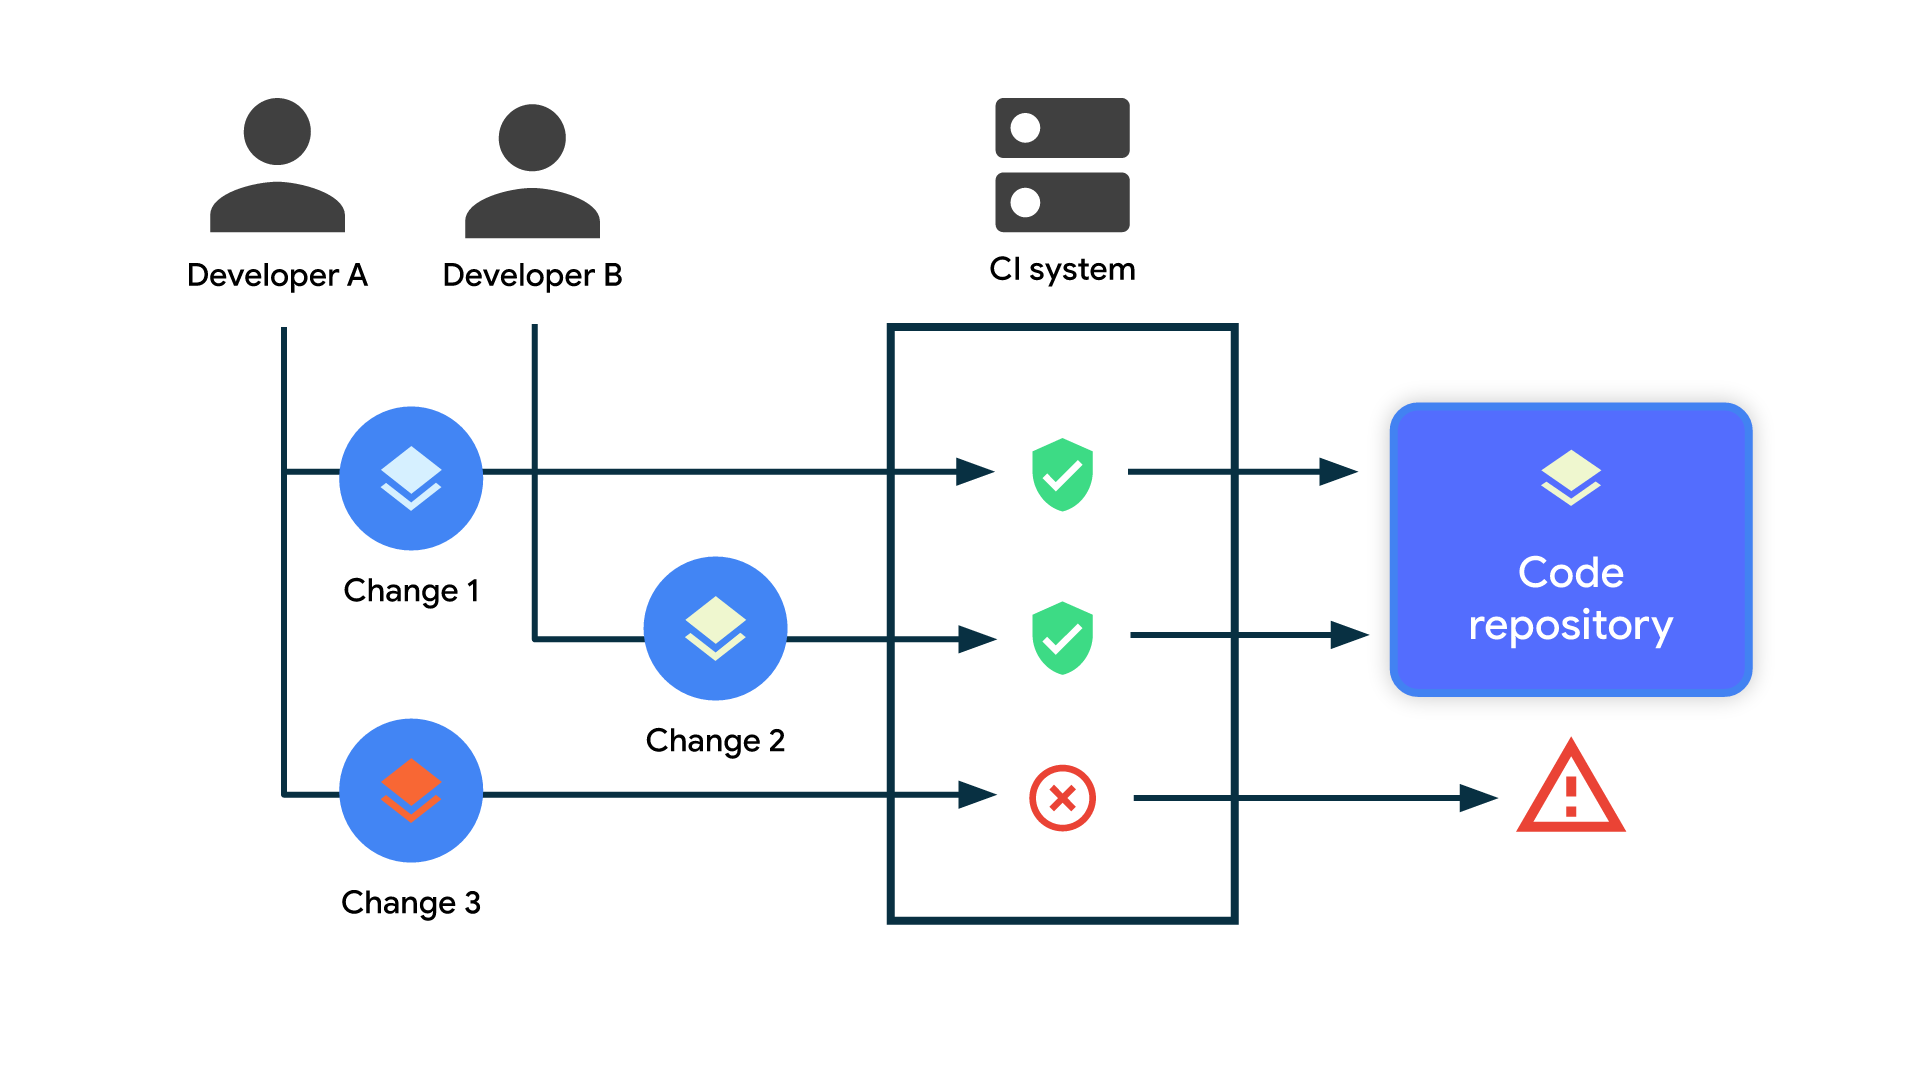 Developer A
Developer B
CI system
Change 1
Change 2
Change 3
Code
repository